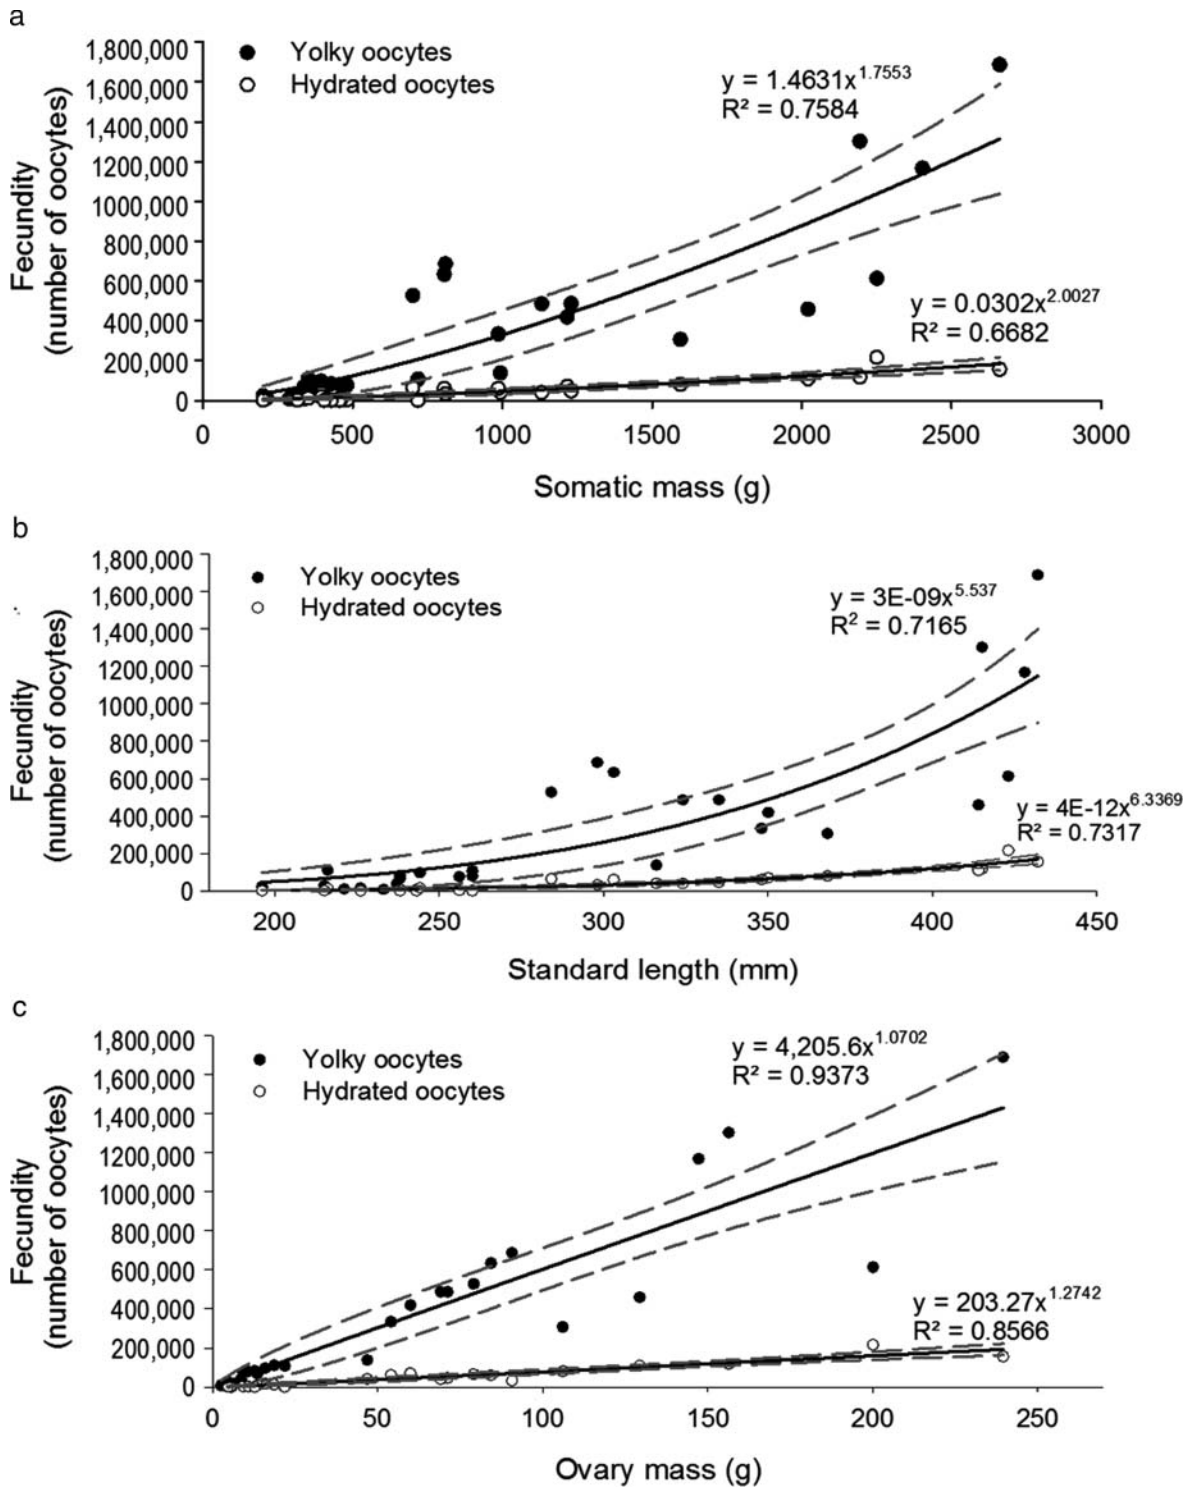 a
Fecundity
(number of oocytes)
1,800,000
1,600,000
1,400,000
1200,000
1000,000
800,000
600,000
400,000
200,000
0
Yolky oocytes
Hydrated oocytes
y = 1.4631x^1.7553
R² = 0.7584
y = 0.0302x^2.0027
R² = 0.6682
0 500 1000 1500 2000 2500 3000
Somatic mass (g)
b
Fecundity
(number of oocytes)
1,800,000
1,600,000
1,400,000
1200,000
1000,000
800,000
600,000
400,000
200,000
0
Yolky oocytes
Hydrated oocytes
y = 3E-09x^5.537
R² = 0.7165
y = 4E-12x^6.3369
R² = 0.7317
200 250 300 350 400 450
Standard length (mm)
c
Fecundity
(number of oocytes)
1,800,000
1,600,000
1,400,000
1200,000
1000,000
800,000
600,000
400,000
200,000
0
Yolky oocytes
Hydrated oocytes
y = 4,205.6x^1.0702
R² = 0.9373
y = 203.27x^1.2742
R² = 0.8566
0 50 100 150 200 250
Ovary mass (g)